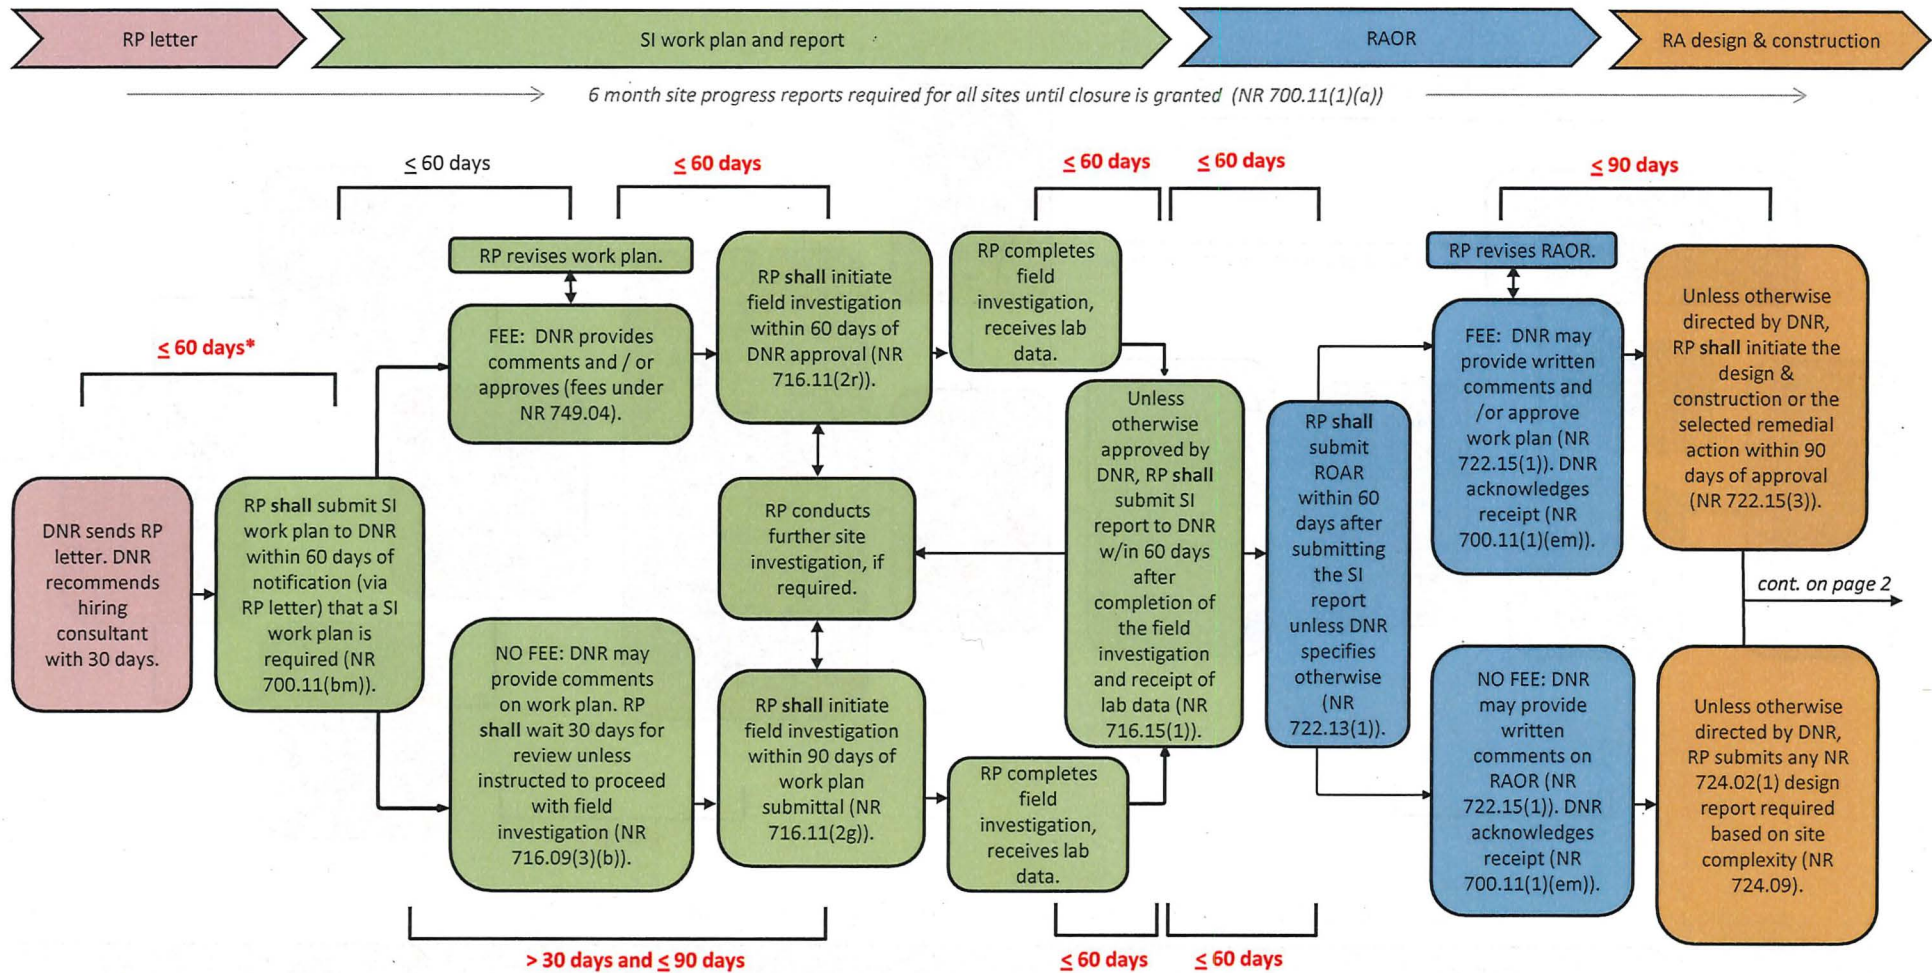 RP letter
SI work plan and report
RAOR
RA design & construction
6 month site progress reports required for all sites until closure is granted (NR 700.11(1)(a))
≤ 60 days
≤ 60 days
≤ 60 days
≤ 60 days
≤ 90 days
≤ 60 days*
DNR sends RP
letter. DNR
recommends
hiring
consultant
with 30 days.
RP shall submit SI
work plan to DNR
within 60 days of
notification (via
RP letter) that a SI
work plan is
required (NR
700.11(bm)).
RP revises work plan.
FEE: DNR provides
comments and / or
approves (fees under
NR 749.04).
RP shall initiate
field investigation
within 60 days of
DNR approval (NR
716.11(2r)).
RP completes
field
investigation,
receives lab
data.
RP conducts
further site
investigation, if
required.
NO FEE: DNR may
provide comments
on work plan. RP
shall wait 30 days for
review unless
instructed to proceed
with field
investigation (NR
716.09(3)(b)).
RP shall initiate
field investigation
within 90 days of
work plan
submittal (NR
716.11(2g)).
RP completes
field
investigation,
receives lab
data.
Unless
otherwise
approved by
DNR, RP shall
submit SI
report to DNR
w/in 60 days
after
completion of
the field
investigation
and receipt of
lab data (NR
716.15(1)).
RP shall
submit
ROAR
within 60
days after
submitting
the SI
report
unless DNR
specifies
otherwise
(NR
722.13(1)).
RP revises RAOR.
FEE: DNR may
provide written
comments and
/or approve
work plan (NR
722.15(1)). DNR
acknowledges
receipt (NR
700.11(1)(em)).
Unless otherwise
directed by DNR,
RP shall initiate the
design &
construction or the
selected remedial
action within 90
days of approval
(NR 722.15(3)).
cont. on page 2
NO FEE: DNR
may provide
written
comments on
RAOR (NR
722.15(1)). DNR
acknowledges
receipt (NR
700.11(1)(em)).
Unless otherwise
directed by DNR,
RP submits any NR
724.02(1) design
report required
based on site
complexity (NR
724.09).
> 30 days and ≤ 90 days
≤ 60 days
≤ 60 days